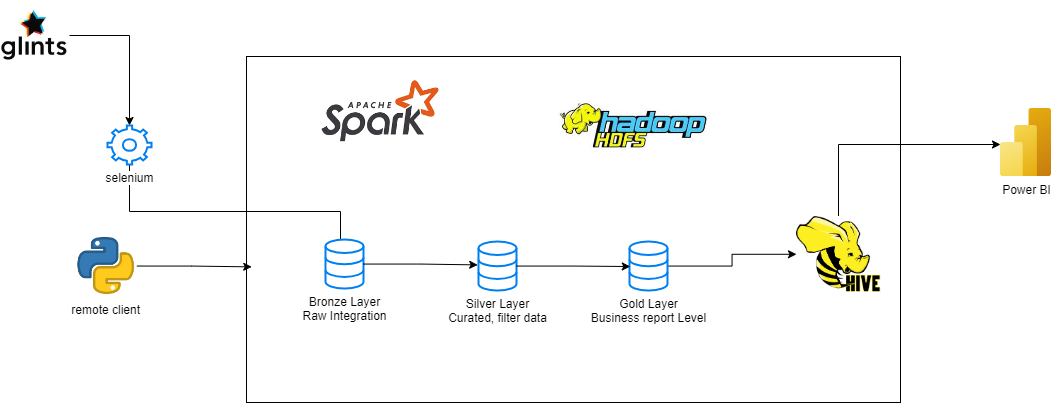 glints
APACHE
Spark
hadoop
HDFS
selenium
Power BI
HIVE
remote client
Bronze Layer
Raw Integration
Silver Layer
Curated, filter data
Gold Layer
Business report Level